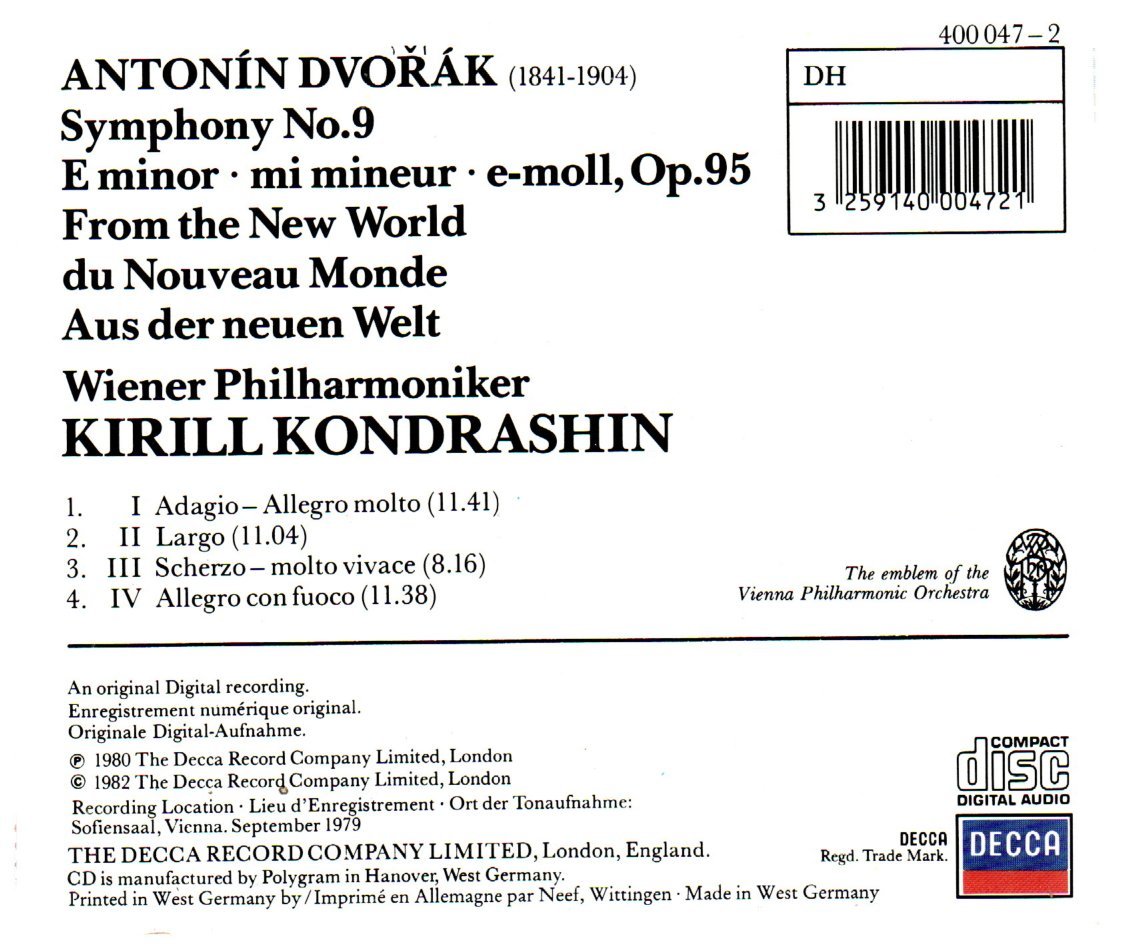 400 047–2
ANTONÍN DVOŘÁK (1841-1904)
DH
Symphony No.9
E minor · mi mineur · e-moll, Op.95
3 259140 004721
From the New World
du Nouveau Monde
Aus der neuen Welt
Wiener Philharmoniker
KIRILL KONDRASHIN
1. I Adagio – Allegro molto (11.41)
2. II Largo (11.04)
3. III Scherzo – molto vivace (8.16)
4. IV Allegro con fuoco (11.38)
The emblem of the
Vienna Philharmonic Orchestra
An original Digital recording.
Enregistrement numérique original.
Originale Digital-Aufnahme.
℗ 1980 The Decca Record Company Limited, London
© 1982 The Decca Record Company Limited, London
Recording Location · Lieu d'Enregistrement · Ort der Tonaufnahme:
Sofiensaal, Vienna. September 1979
THE DECCA RECORD COMPANY LIMITED, London, England.
CD is manufactured by Polygram in Hanover, West Germany.
Printed in West Germany by / Imprimé en Allemagne par Neef, Wittingen · Made in West Germany
COMPACT
disc
DIGITAL AUDIO
DECCA
Regd. Trade Mark.
DECCA